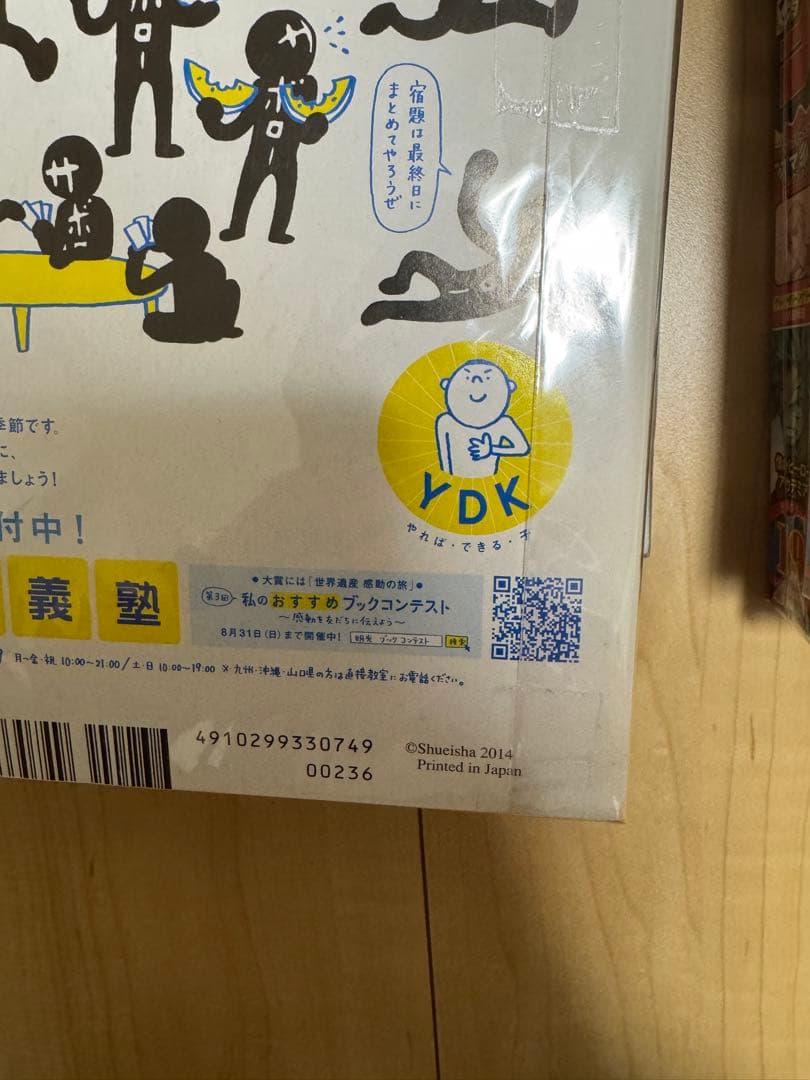 サボロー
サボ
宿題は最終日に
まとめてやろうぜ
YDK
やれば・できる・子
季節です。
に、
ましょう!
付中!
義塾
●大賞には「世界遺産 感動の旅」●
第3回 私のおすすめブックコンテスト
〜感動を友だちに伝えよう〜
8月31日(日)まで開催中! 明光 ブックコンテスト 検索
月〜金・祝 10:00〜21:00/土・日 10:00〜19:00 ※九州・沖縄・山口県の方は直接教室にお電話ください。
4910299330749
00236
©Shueisha 2014
Printed in Japan